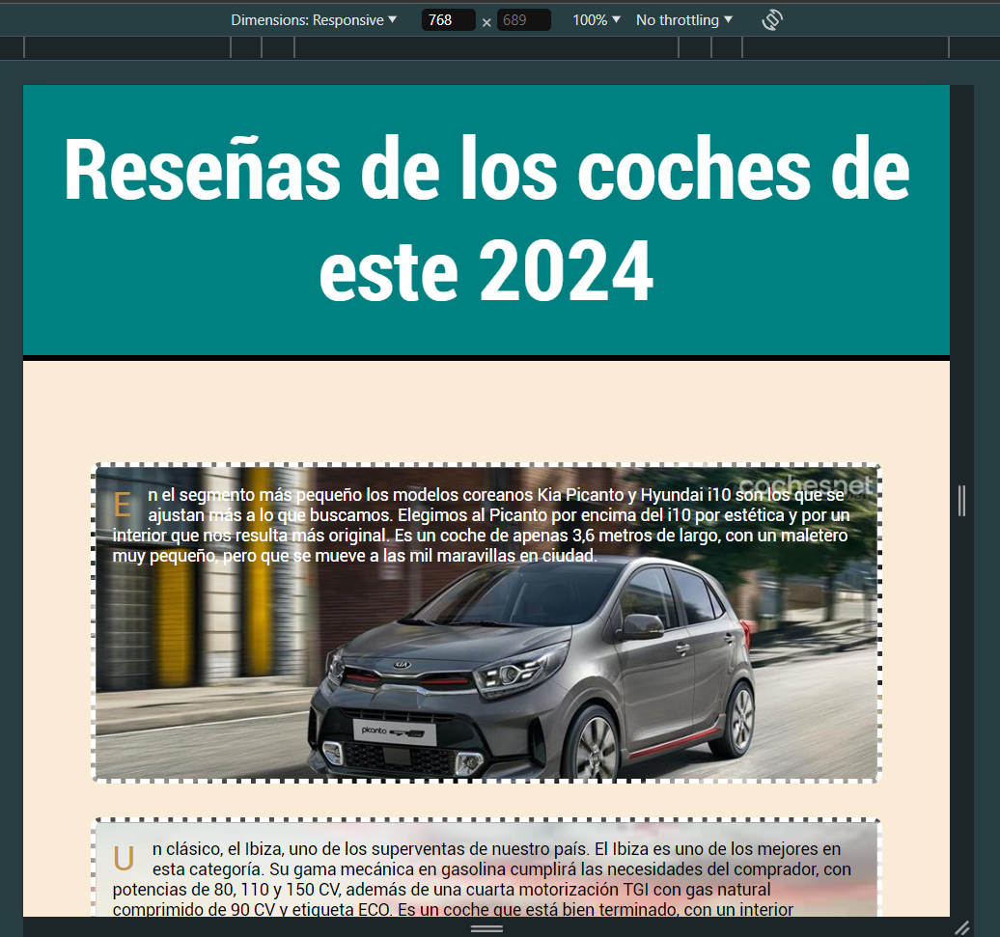 Dimensions: Responsive ▼ 768 × 689 100% ▼ No throttling ▼
Reseñas de los coches de
este 2024
cochesnet
En el segmento más pequeño los modelos coreanos Kia Picanto y Hyundai i10 son los que se
ajustan más a lo que buscamos. Elegimos al Picanto por encima del i10 por estética y por un
interior que nos resulta más original. Es un coche de apenas 3,6 metros de largo, con un maletero
muy pequeño, pero que se mueve a las mil maravillas en ciudad.
KIA
picanto
Un clásico, el Ibiza, uno de los superventas de nuestro país. El Ibiza es uno de los mejores en
esta categoría. Su gama mecánica en gasolina cumplirá las necesidades del comprador, con
potencias de 80, 110 y 150 CV, además de una cuarta motorización TGI con gas natural
comprimido de 90 CV y etiqueta ECO. Es un coche que está bien terminado, con un interior